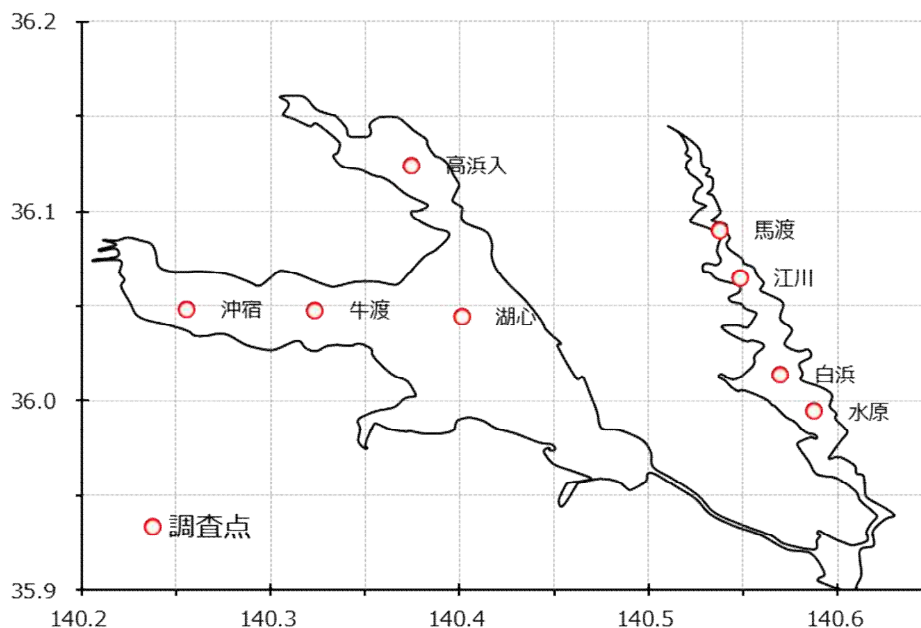 36.2
高浜入
36.1
馬渡
江川
沖宿
牛渡
湖心
白浜
36.0
水原
調査点
35.9
140.2
140.3
140.4
140.5
140.6